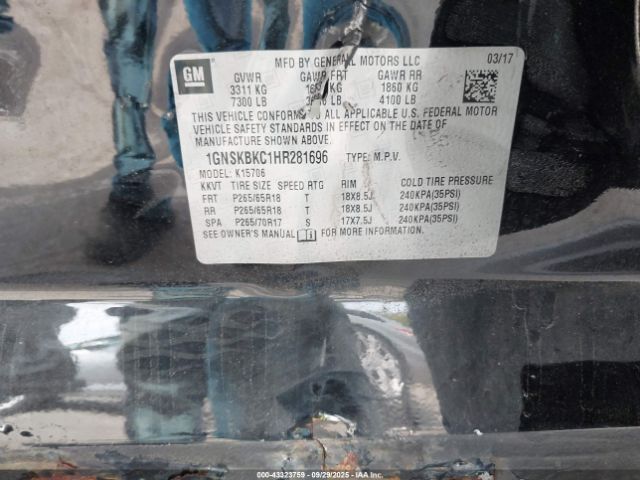 GM
MFD BY GENERAL MOTORS LLC 03/17
GVWR GAWR FRT GAWR RR
3311 KG KG 1860 KG
7300 LB LB 4100 LB
THIS VEHICLE CONFORMS TO ALL APPLICABLE U.S. FEDERAL MOTOR
VEHICLE SAFETY STANDARDS IN EFFECT ON THE DATE OF
MANUFACTURE SHOWN ABOVE.
1GNSKBKC1HR281696 TYPE: M.P.V.
MODEL: K15706
KKVT TIRE SIZE SPEED RTG RIM COLD TIRE PRESSURE
FRT P265/65R18 T 18X8.5J 240KPA(35PSI)
RR P265/65R18 T 18X8.5J 240KPA(35PSI)
SPA P265/70R17 S 17X7.5J 240KPA(35PSI)
SEE OWNER'S MANUAL FOR MORE INFORMATION.
000-43323759 09/29/2025 IAAI.COM